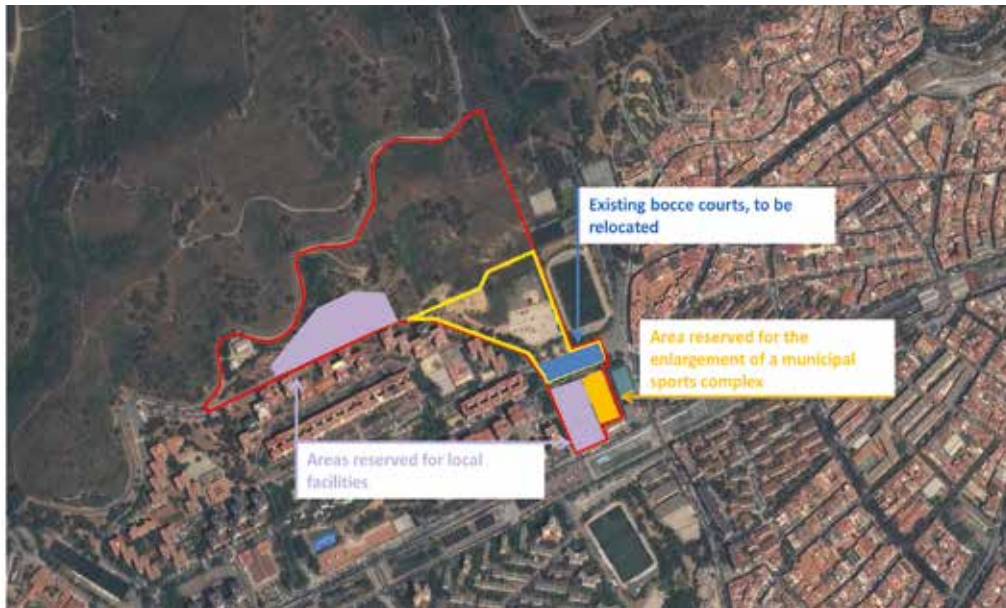 Existing bocce courts, to be
relocated
Area reserved for the
enlargement of a municipal
sports complex
Areas reserved for local
facilities